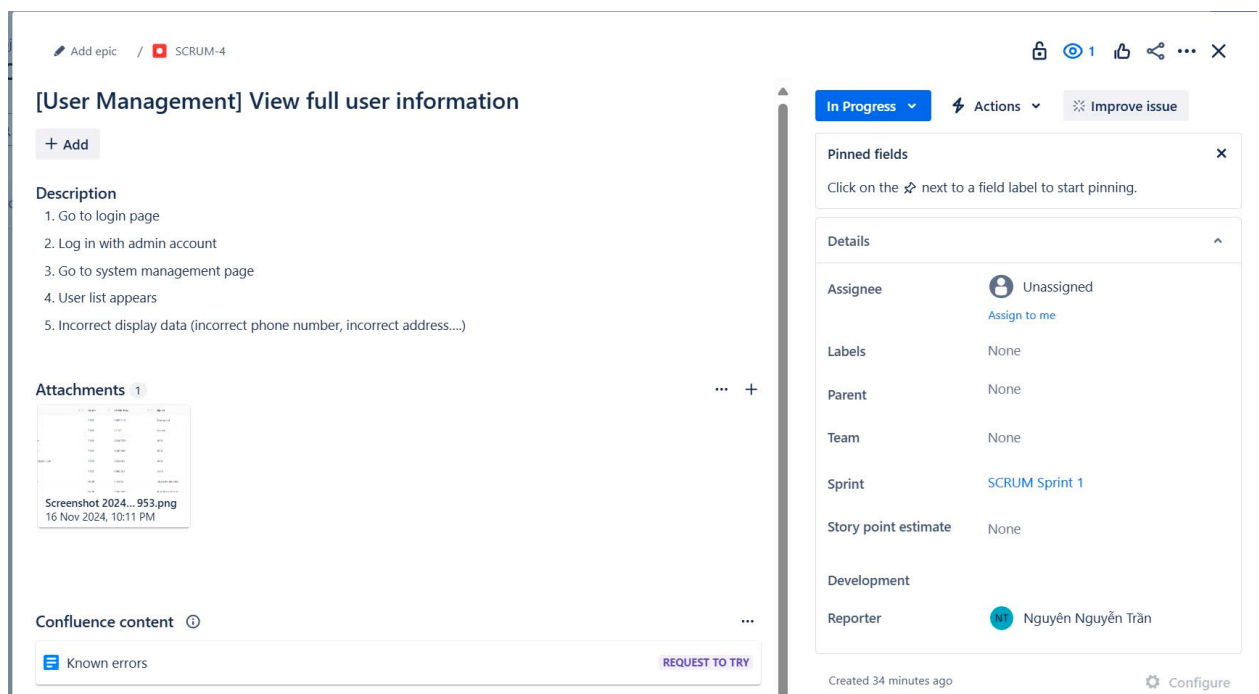 Add epic / SCRUM-4
1
[User Management] View full user information
+ Add
Description
1. Go to login page
2. Log in with admin account
3. Go to system management page
4. User list appears
5. Incorrect display data (incorrect phone number, incorrect address....)
Attachments 1
Screenshot 2024... 953.png
16 Nov 2024, 10:11 PM
Confluence content
Known errors
REQUEST TO TRY
In Progress
Actions
Improve issue
Pinned fields
Click on the next to a field label to start pinning.
Details
Assignee
Unassigned
Assign to me
Labels
None
Parent
None
Team
None
Sprint
SCRUM Sprint 1
Story point estimate
None
Development
Reporter
NT
Nguyên Nguyễn Trần
Created 34 minutes ago
Configure